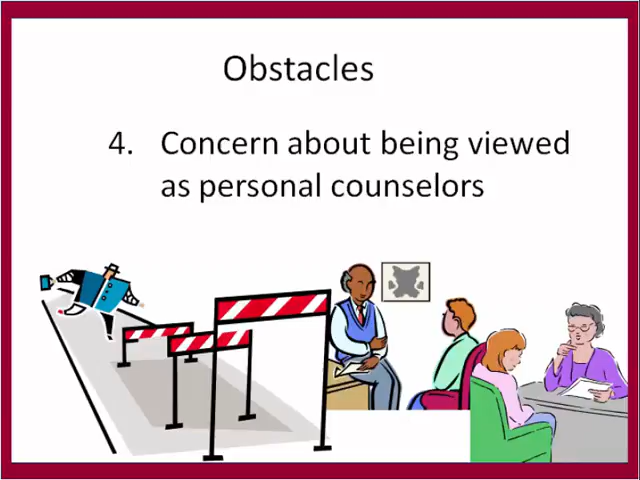 Obstacles
4. Concern about being viewed
as personal counselors